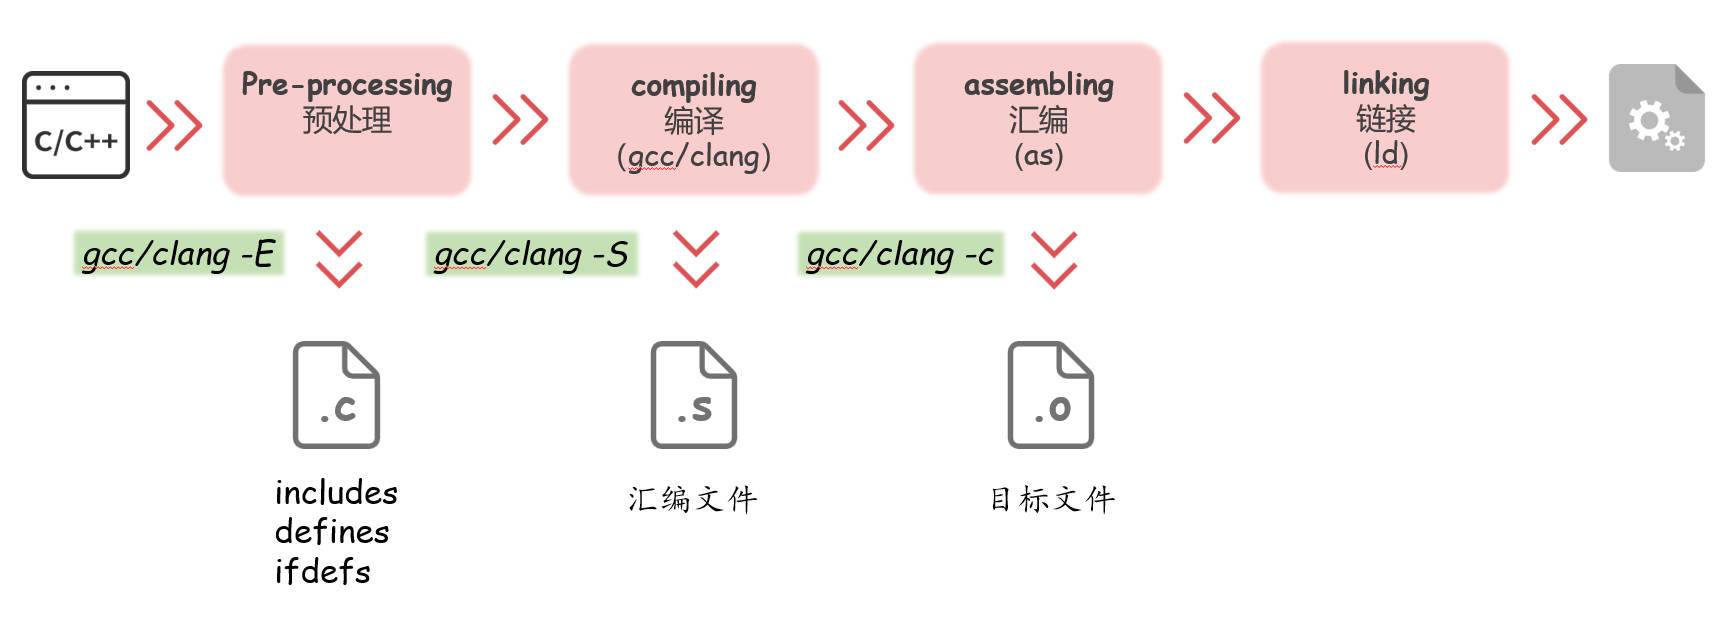 C/C++
Pre-processing
预处理
compiling
编译
(gcc/clang)
assembling
汇编
(as)
linking
链接
(ld)
gcc/clang -E
gcc/clang -S
gcc/clang -c
.c
.s
.o
includes
defines
ifdefs
汇编文件
目标文件